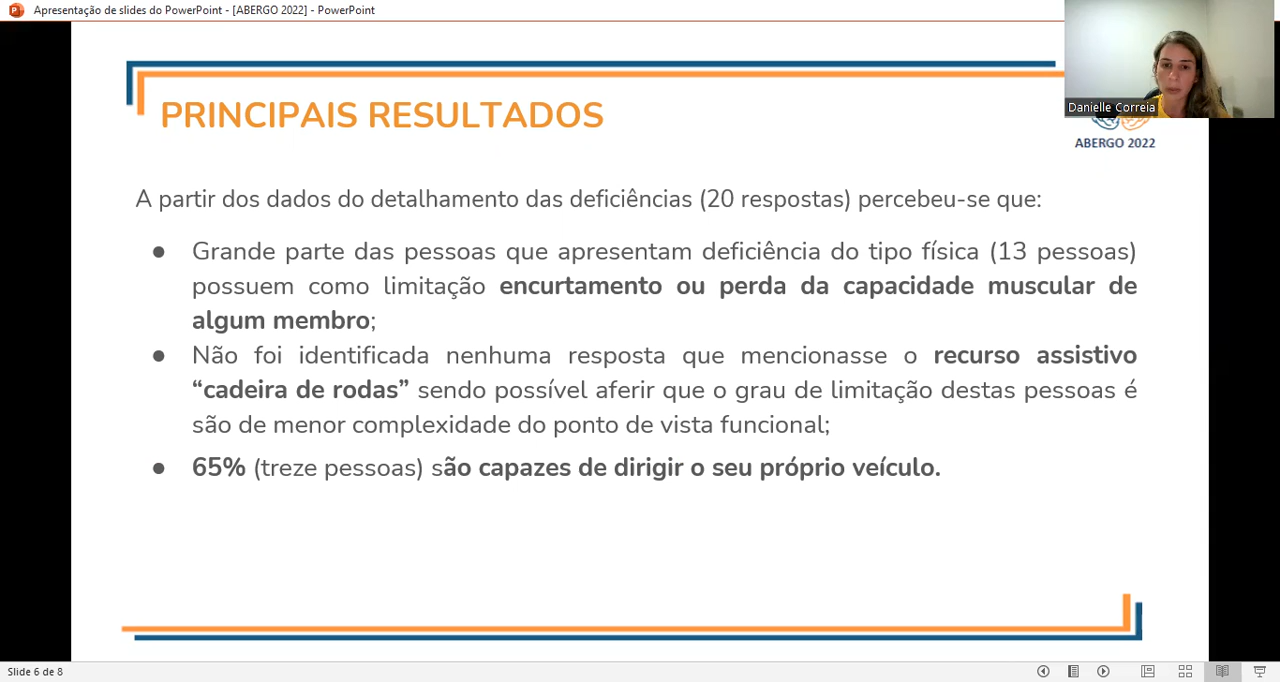 Apresentação de slides do PowerPoint - [ABERGO 2022] - PowerPoint
Danielle Correia
PRINCIPAIS RESULTADOS
ABERGO 2022
A partir dos dados do detalhamento das deficiências (20 respostas) percebeu-se que:
● Grande parte das pessoas que apresentam deficiência do tipo física (13 pessoas)
possuem como limitação encurtamento ou perda da capacidade muscular de
algum membro;
● Não foi identificada nenhuma resposta que mencionasse o recurso assistivo
“cadeira de rodas” sendo possível aferir que o grau de limitação destas pessoas é
são de menor complexidade do ponto de vista funcional;
● 65% (treze pessoas) são capazes de dirigir o seu próprio veículo.
Slide 6 de 8